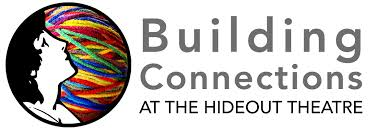 Building
Connections
AT THE HIDEOUT THEATRE